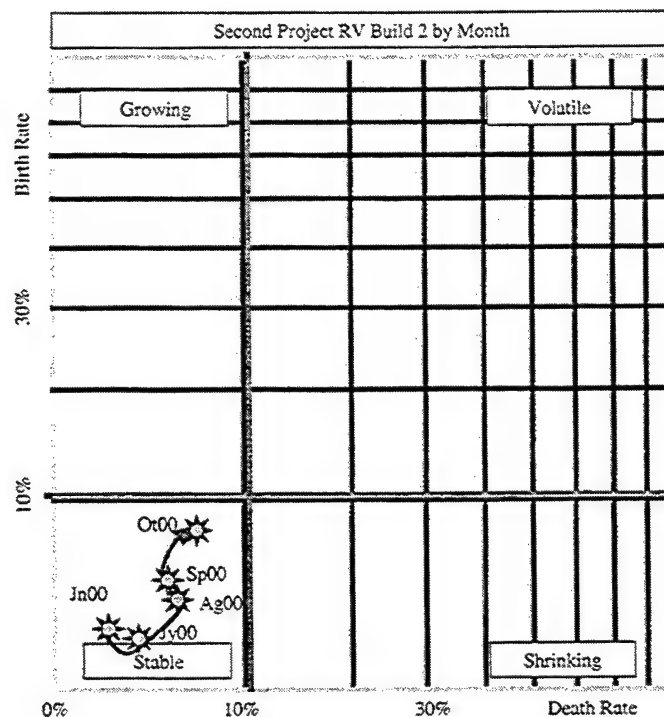 Second Project RV Build 2 by Month
Growing
Volatile
Birth Rate
30%
10%
Ot00
Sp00
Jn00
Ag00
Jy00
Stable
Shrinking
0%
10%
30%
Death Rate